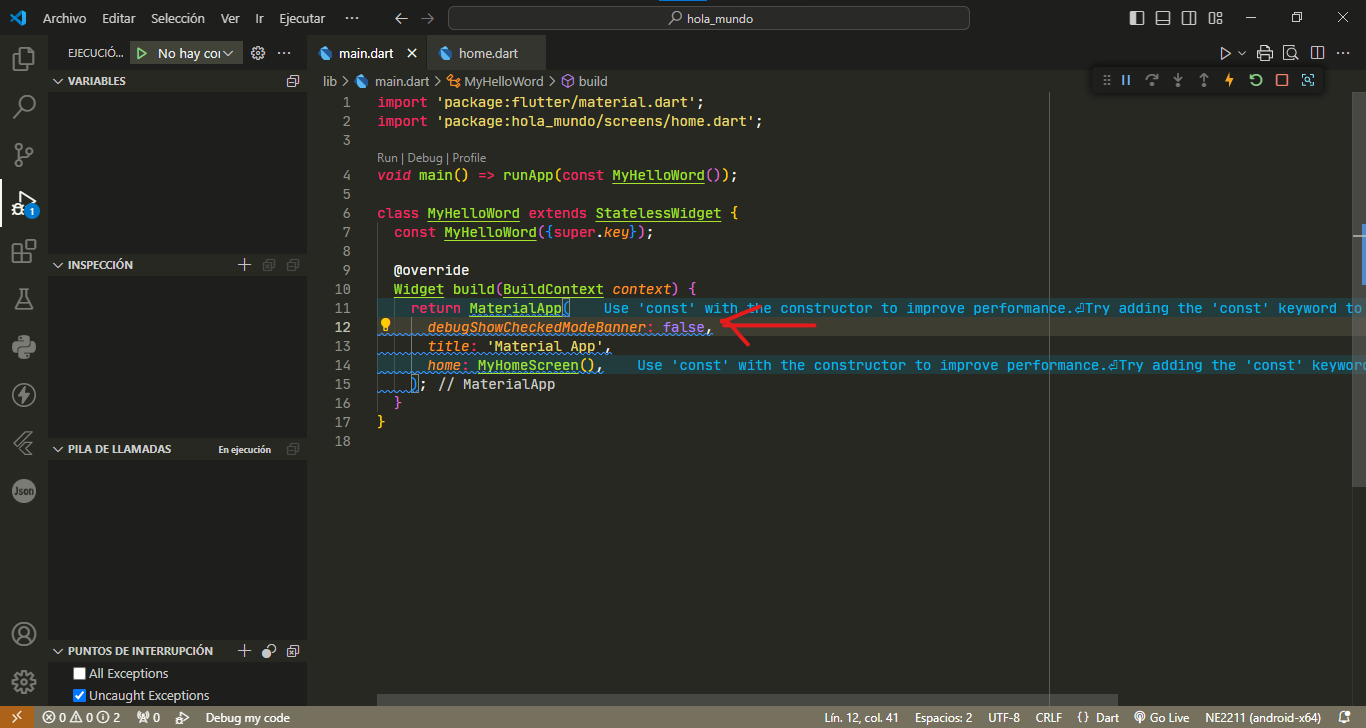 Archivo Editar Selección Ver Ir Ejecutar ··· hola_mundo
EJECUCIÓ... No hay co ··· main.dart home.dart
VARIABLES
lib > main.dart > MyHelloWord > build
1 import 'package:flutter/material.dart';
2 import 'package:hola_mundo/screens/home.dart';
3
Run | Debug | Profile
4 void main() => runApp(const MyHelloWord());
5
6 class MyHelloWord extends StatelessWidget {
7 const MyHelloWord({super.key});
8
9 @override
10 Widget build(BuildContext context) {
11 return MaterialApp( Use 'const' with the constructor to improve performance.⏎Try adding the 'const' keyword to
12 debugShowCheckedModeBanner: false,
13 title: 'Material App',
14 home: MyHomeScreen(), Use 'const' with the constructor to improve performance.⏎Try adding the 'const' keyword
15 ); // MaterialApp
16 }
17 }
18
INSPECCIÓN
PILA DE LLAMADAS En ejecución
PUNTOS DE INTERRUPCIÓN
All Exceptions
Uncaught Exceptions
1
Json
0 0 2 0 Debug my code Lín. 12, col. 41 Espacios: 2 UTF-8 CRLF {} Dart Go Live NE2211 (android-x64)